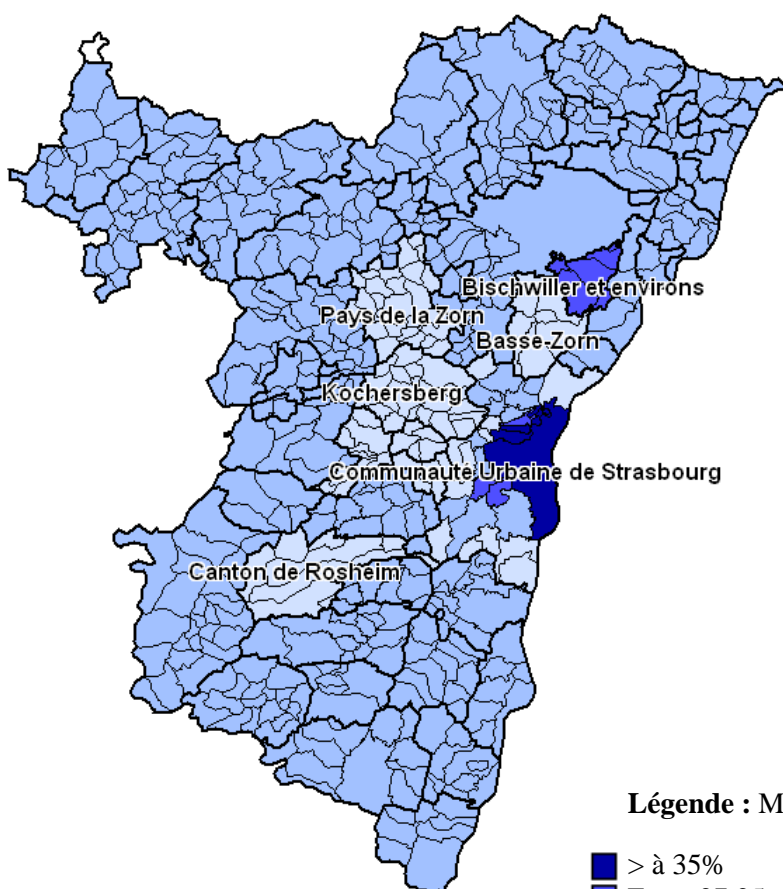 Bischwiller et environs
Pays de la Zorn
Basse-Zorn
Kochersberg
Communauté Urbaine de Strasbourg
Canton de Rosheim
Légende : M
> à 35%